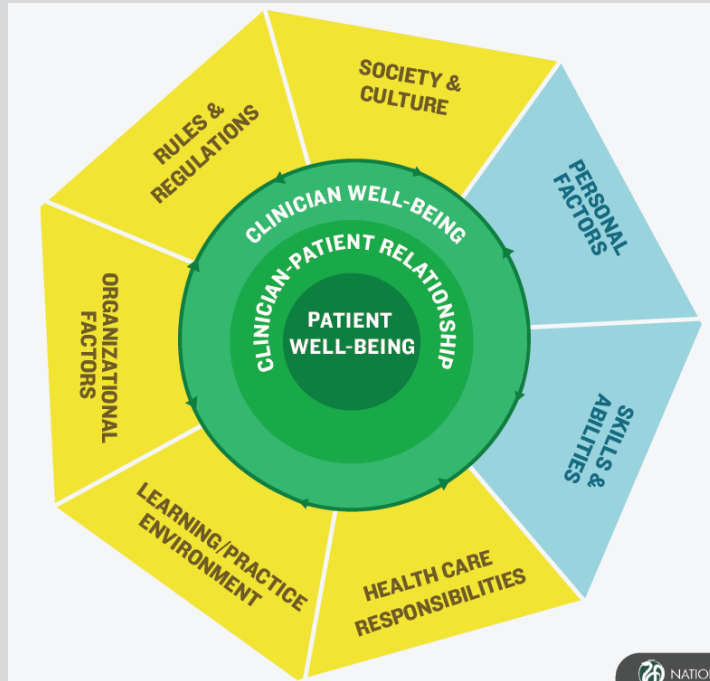 SOCIETY &
CULTURE
PERSONAL
FACTORS
SKILLS &
ABILITIES
HEALTH CARE
RESPONSIBILITIES
LEARNING/PRACTICE
ENVIRONMENT
ORGANIZATIONAL
FACTORS
RULES &
REGULATIONS
CLINICIAN WELL-BEING
CLINICIAN-PATIENT RELATIONSHIP
PATIENT
WELL-BEING